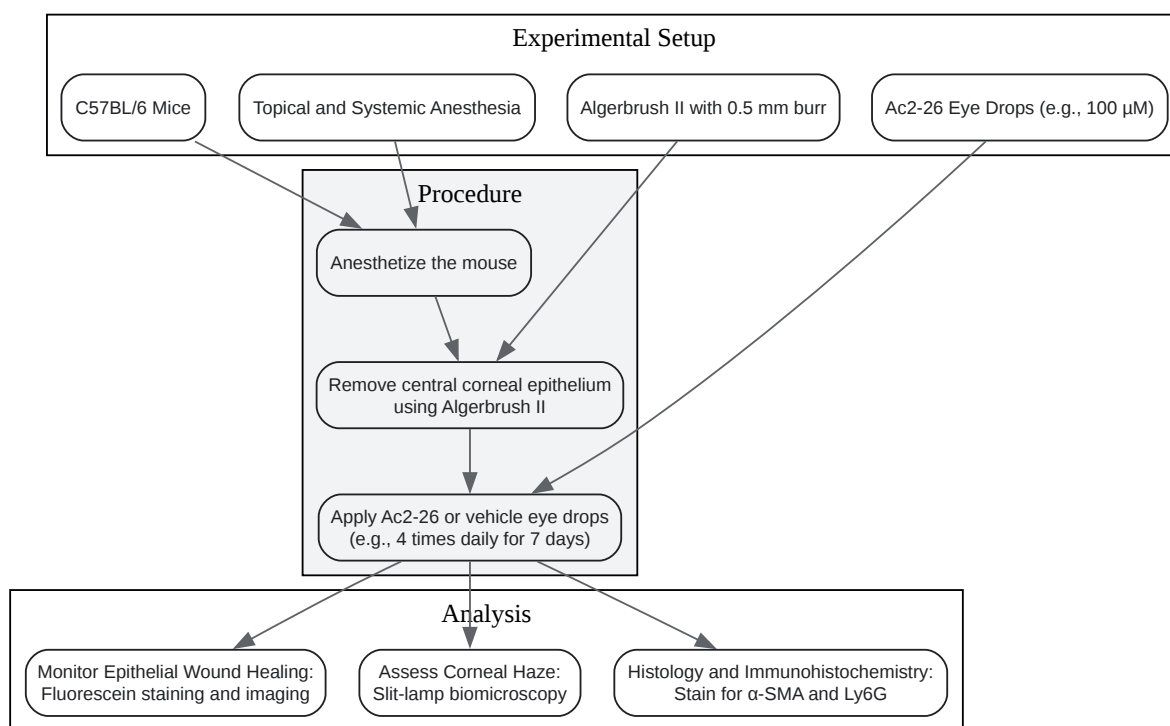 Experimental Setup
C57BL/6 Mice
Topical and Systemic Anesthesia
Algerbrush II with 0.5 mm burr
Ac2-26 Eye Drops (e.g., 100 µM)
Procedure
Anesthetize the mouse
Remove central corneal epithelium
using Algerbrush II
Apply Ac2-26 or vehicle eye drops
(e.g., 4 times daily for 7 days)
Analysis
Monitor Epithelial Wound Healing:
Fluorescein staining and imaging
Assess Corneal Haze:
Slit-lamp biomicroscopy
Histology and Immunohistochemistry:
Stain for α-SMA and Ly6G